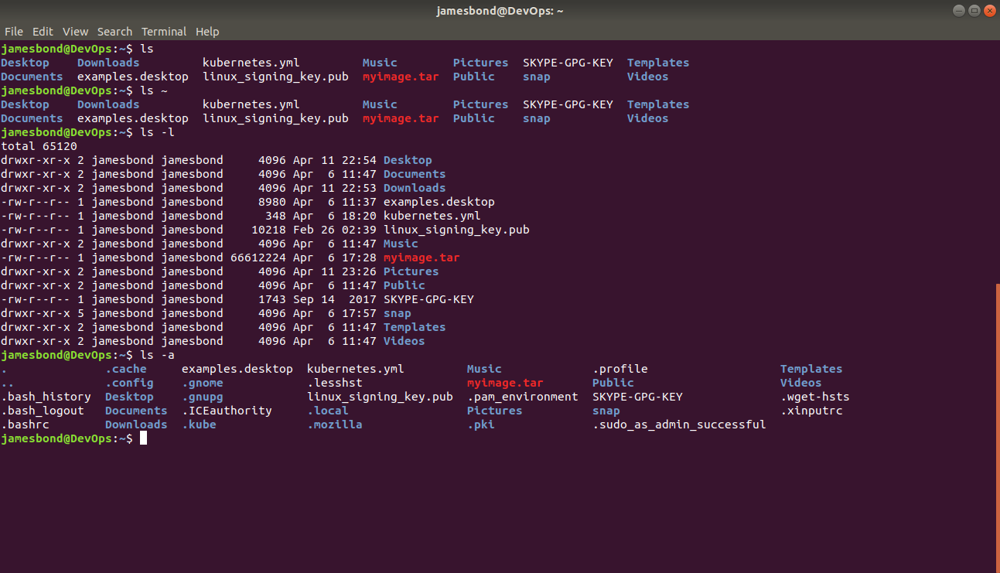 jamesbond@DevOps: ~
File Edit View Search Terminal Help
jamesbond@DevOps:~$ ls
Desktop    Downloads         kubernetes.yml        Music        Pictures  SKYPE-GPG-KEY  Templates
Documents  examples.desktop  linux_signing_key.pub  myimage.tar  Public    snap           Videos
jamesbond@DevOps:~$ ls ~
Desktop    Downloads         kubernetes.yml        Music        Pictures  SKYPE-GPG-KEY  Templates
Documents  examples.desktop  linux_signing_key.pub  myimage.tar  Public    snap           Videos
jamesbond@DevOps:~$ ls -l
total 65120
drwxr-xr-x 2 jamesbond jamesbond     4096 Apr 11 22:54 Desktop
drwxr-xr-x 2 jamesbond jamesbond     4096 Apr  6 11:47 Documents
drwxr-xr-x 2 jamesbond jamesbond     4096 Apr 11 22:53 Downloads
-rw-r--r-- 1 jamesbond jamesbond     8980 Apr  6 11:37 examples.desktop
-rw-r--r-- 1 jamesbond jamesbond      348 Apr  6 18:20 kubernetes.yml
-rw-r--r-- 1 jamesbond jamesbond    10218 Feb 26 02:39 linux_signing_key.pub
drwxr-xr-x 2 jamesbond jamesbond     4096 Apr  6 11:47 Music
-rw-r--r-- 1 jamesbond jamesbond 66612224 Apr  6 17:28 myimage.tar
drwxr-xr-x 2 jamesbond jamesbond     4096 Apr 11 23:26 Pictures
drwxr-xr-x 2 jamesbond jamesbond     4096 Apr  6 11:47 Public
-rw-r--r-- 1 jamesbond jamesbond     1743 Sep 14  2017 SKYPE-GPG-KEY
drwxr-xr-x 5 jamesbond jamesbond     4096 Apr  6 17:57 snap
drwxr-xr-x 2 jamesbond jamesbond     4096 Apr  6 11:47 Templates
drwxr-xr-x 2 jamesbond jamesbond     4096 Apr  6 11:47 Videos
jamesbond@DevOps:~$ ls -a
.              .cache     examples.desktop  kubernetes.yml         Music             .profile                   Templates
..             .config    .gnome            .lesshst               myimage.tar       Public                     Videos
.bash_history  Desktop    .gnupg            linux_signing_key.pub  .pam_environment  SKYPE-GPG-KEY              .wget-hsts
.bash_logout   Documents  .ICEauthority     .local                 Pictures          snap                       .xinputrc
.bashrc        Downloads  .kube             .mozilla               .pki              .sudo_as_admin_successful
jamesbond@DevOps:~$